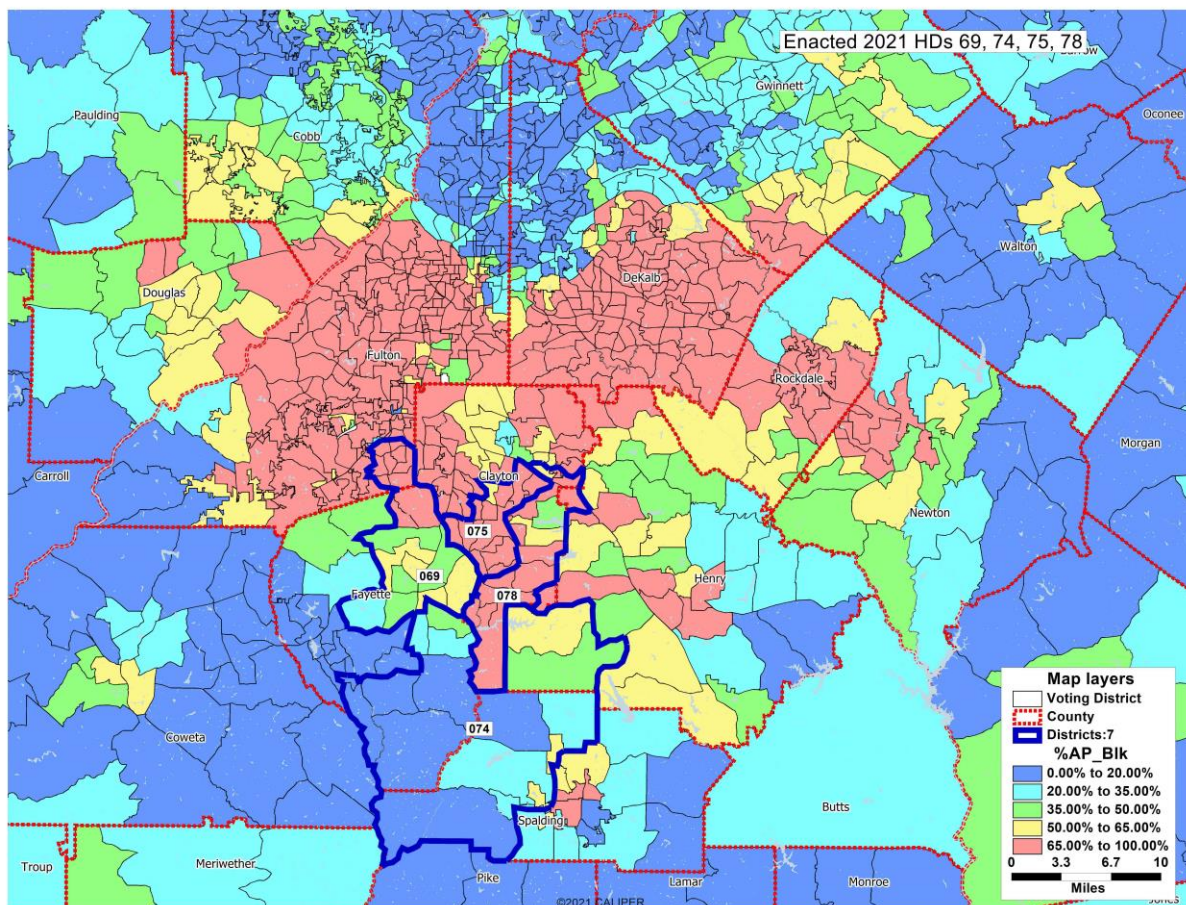 Enacted 2021 HDs 69, 74, 75, 78
Gwinnett
Paulding
Cobb
Oconee
Walton
DeKalb
Douglas
Fulton
Rockdale
Morgan
Carroll
Clayton
Newton
075
069
Henry
Fayette
078
Map layers
Voting District
County
Districts:7
%AP_Blk
0.00% to 20.00%
20.00% to 35.00%
35.00% to 50.00%
50.00% to 65.00%
65.00% to 100.00%
0 3.3 6.7 10
Miles
074
Coweta
Butts
Spalding
Troup
Meriwether
Pike
Lamar
Monroe
©2021 CALIPER